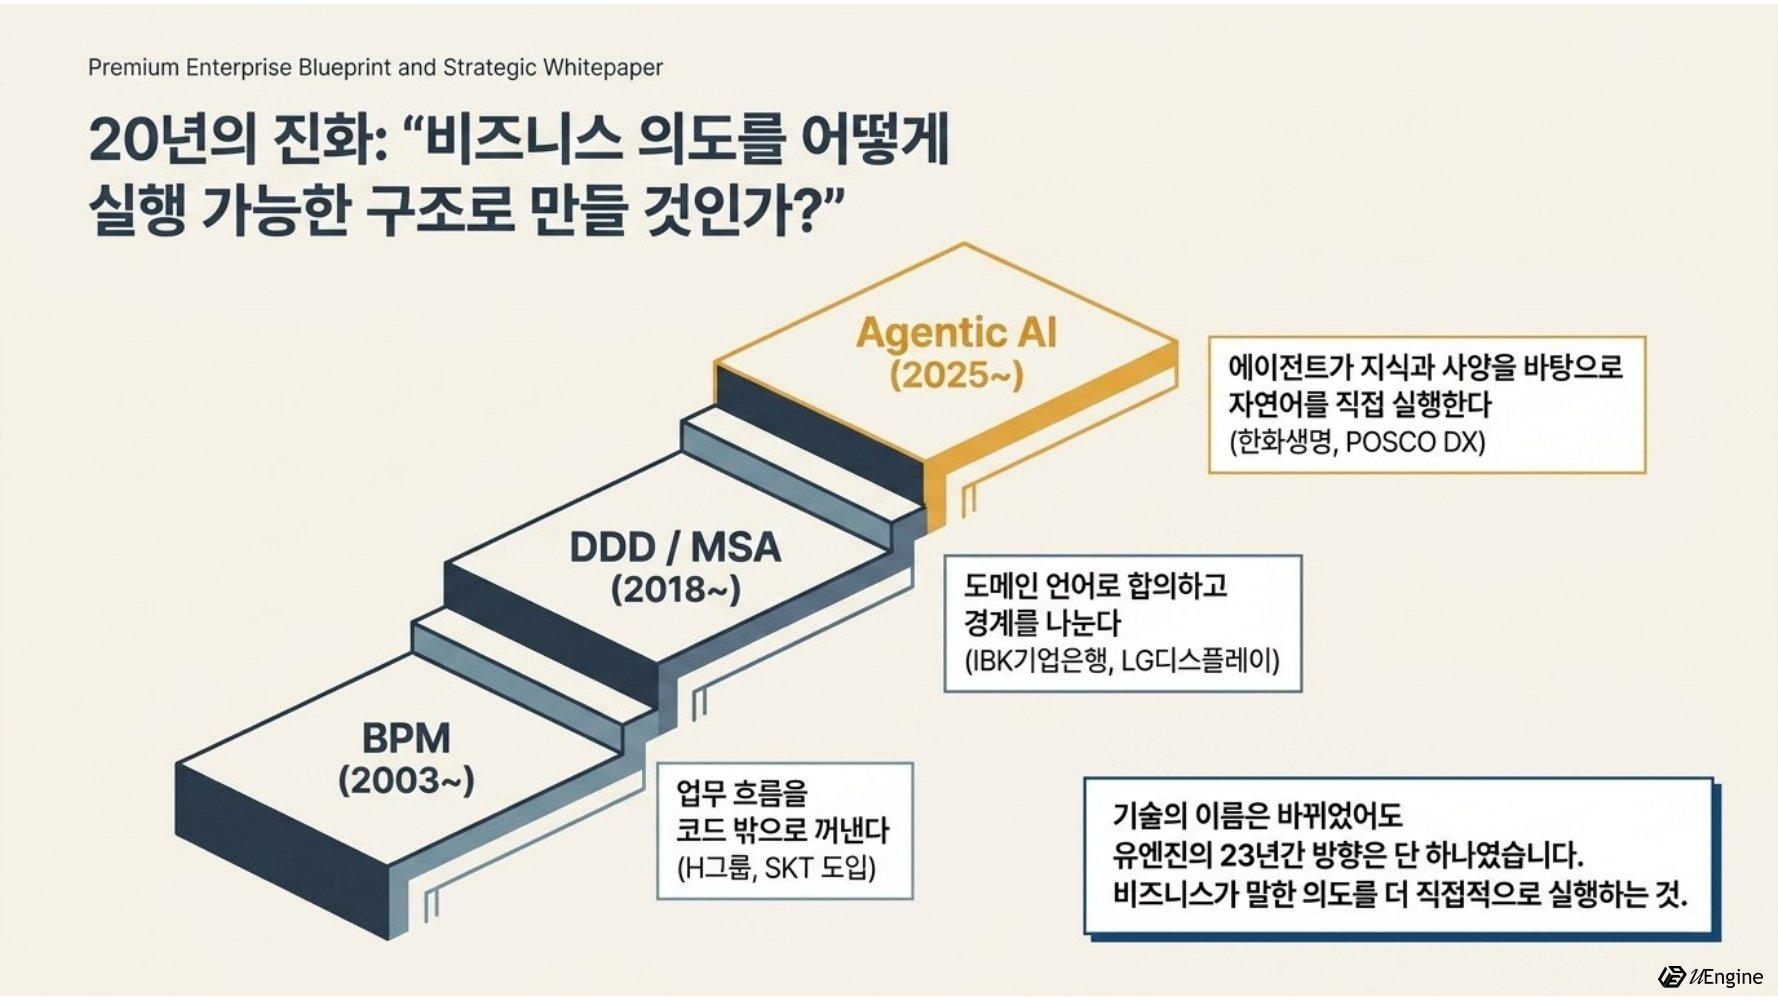 Premium Enterprise Blueprint and Strategic Whitepaper
20년의 진화: “비즈니스 의도를 어떻게
실행 가능한 구조로 만들 것인가?”
Agentic AI
(2025~)
에이전트가 지식과 사양을 바탕으로
자연어를 직접 실행한다
(한화생명, POSCO DX)
DDD / MSA
(2018~)
도메인 언어로 합의하고
경계를 나눈다
(IBK기업은행, LG디스플레이)
BPM
(2003~)
업무 흐름을
코드 밖으로 꺼낸다
(H그룹, SKT 도입)
기술의 이름은 바뀌었어도
유엔진의 23년간 방향은 단 하나였습니다.
비즈니스가 말한 의도를 더 직접적으로 실행하는 것.
uEngine